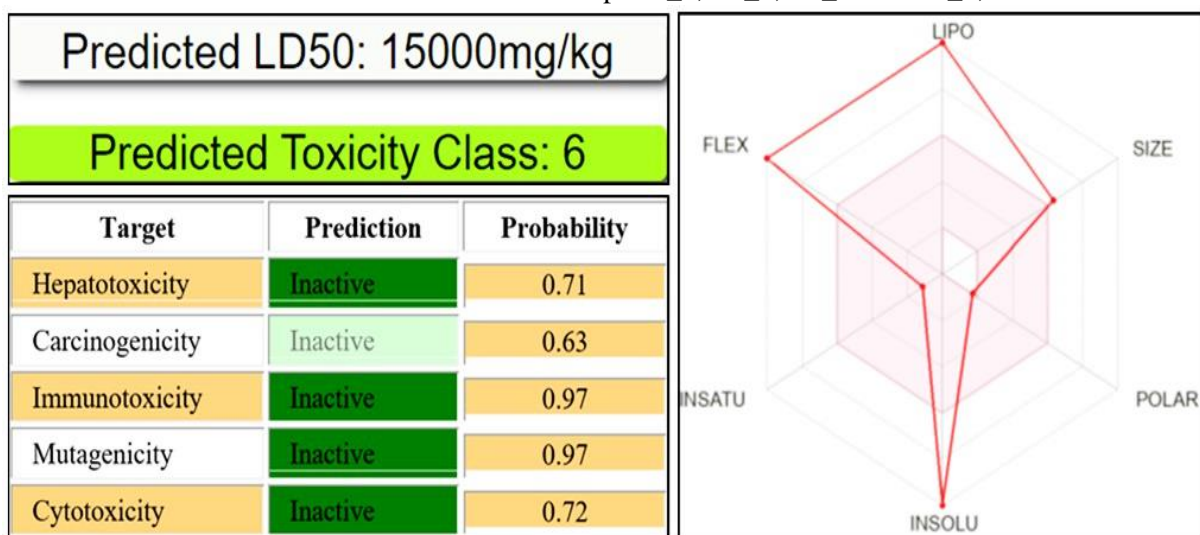 Predicted LD50: 15000mg/kg
Predicted Toxicity Class: 6
Target Prediction Probability
Hepatotoxicity Inactive 0.71
Carcinogenicity Inactive 0.63
Immunotoxicity Inactive 0.97
Mutagenicity Inactive 0.97
Cytotoxicity Inactive 0.72
LIPO
FLEX
SIZE
INSATU
POLAR
INSOLU